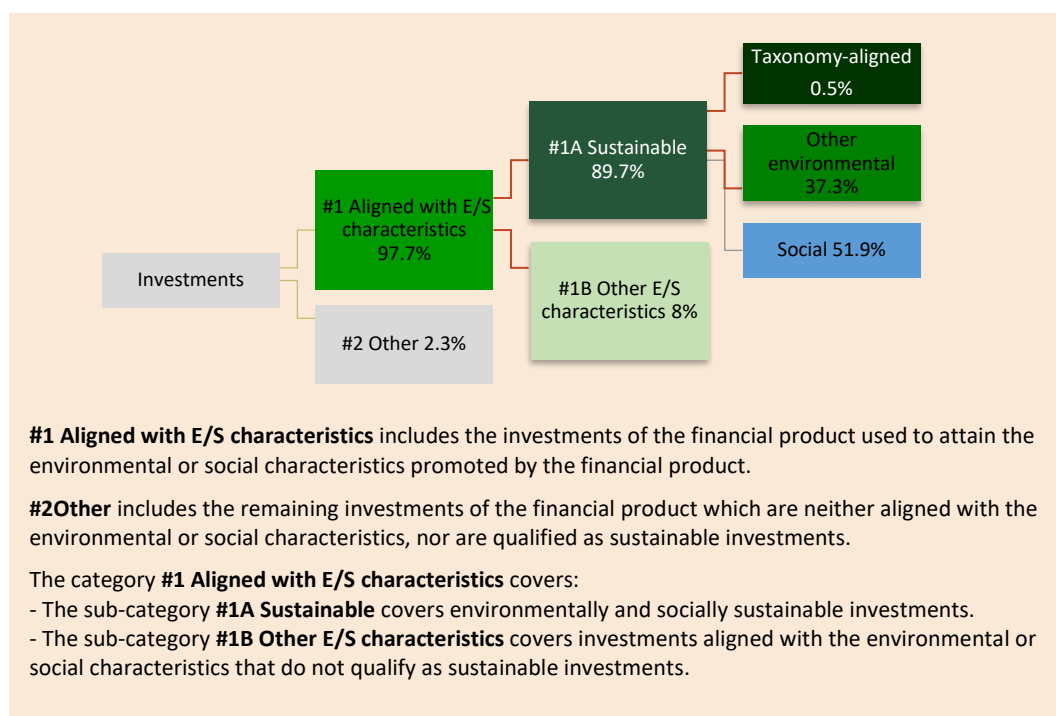 Taxonomy-aligned
0.5%
#1A Sustainable
89.7%
Other
environmental
37.3%
#1 Aligned with E/S
characteristics
97.7%
Social 51.9%
Investments
#1B Other E/S
characteristics 8%
#2 Other 2.3%
#1 Aligned with E/S characteristics includes the investments of the financial product used to attain the
environmental or social characteristics promoted by the financial product.
#2Other includes the remaining investments of the financial product which are neither aligned with the
environmental or social characteristics, nor are qualified as sustainable investments.
The category #1 Aligned with E/S characteristics covers:
- The sub-category #1A Sustainable covers environmentally and socially sustainable investments.
- The sub-category #1B Other E/S characteristics covers investments aligned with the environmental or
social characteristics that do not qualify as sustainable investments.